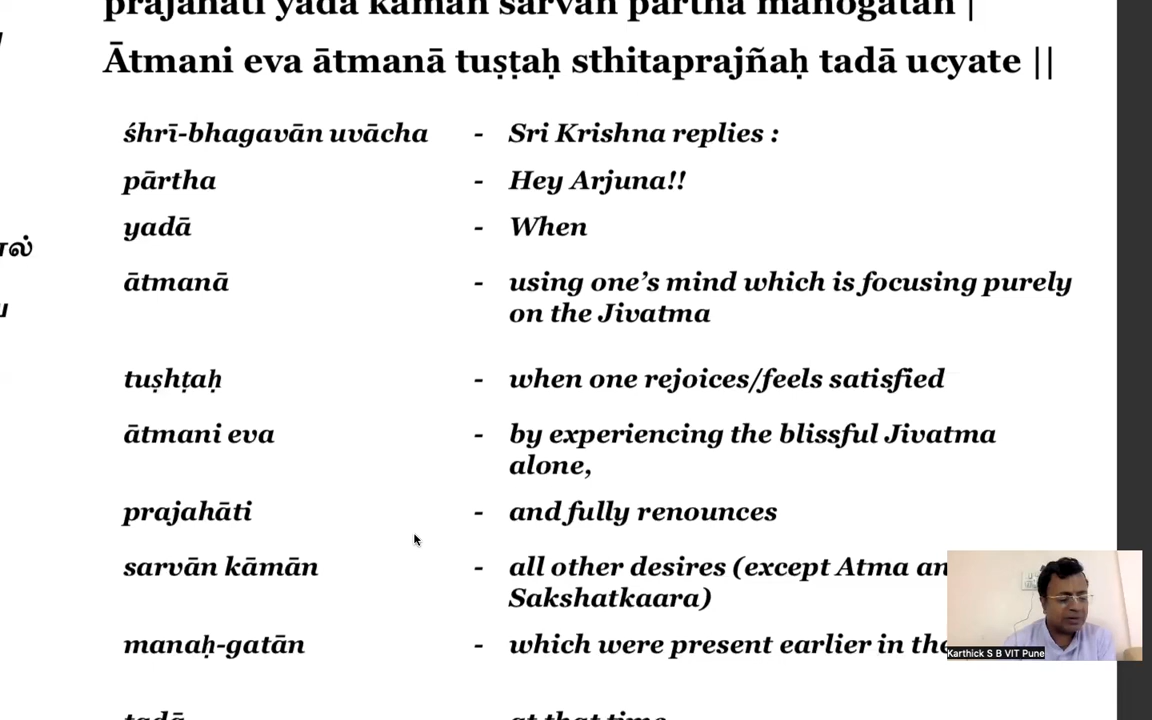 prajahāti yadā kāmān sarvān pārtha manogatān |
Ātmani eva ātmanā tuṣṭaḥ sthitaprajñaḥ tadā ucyate ||
śhrī-bhagavān uvācha - Sri Krishna replies :
pārtha - Hey Arjuna!!
yadā - When
ātmanā - using one’s mind which is focusing purely
on the Jivatma
tuṣhṭaḥ - when one rejoices/feels satisfied
ātmani eva - by experiencing the blissful Jivatma
alone,
prajahāti - and fully renounces
sarvān kāmān - all other desires (except Atma
Sakshatkaara)
manaḥ-gatān - which were present earlier in the
tadā - at that time
Karthick S B VIT Pune